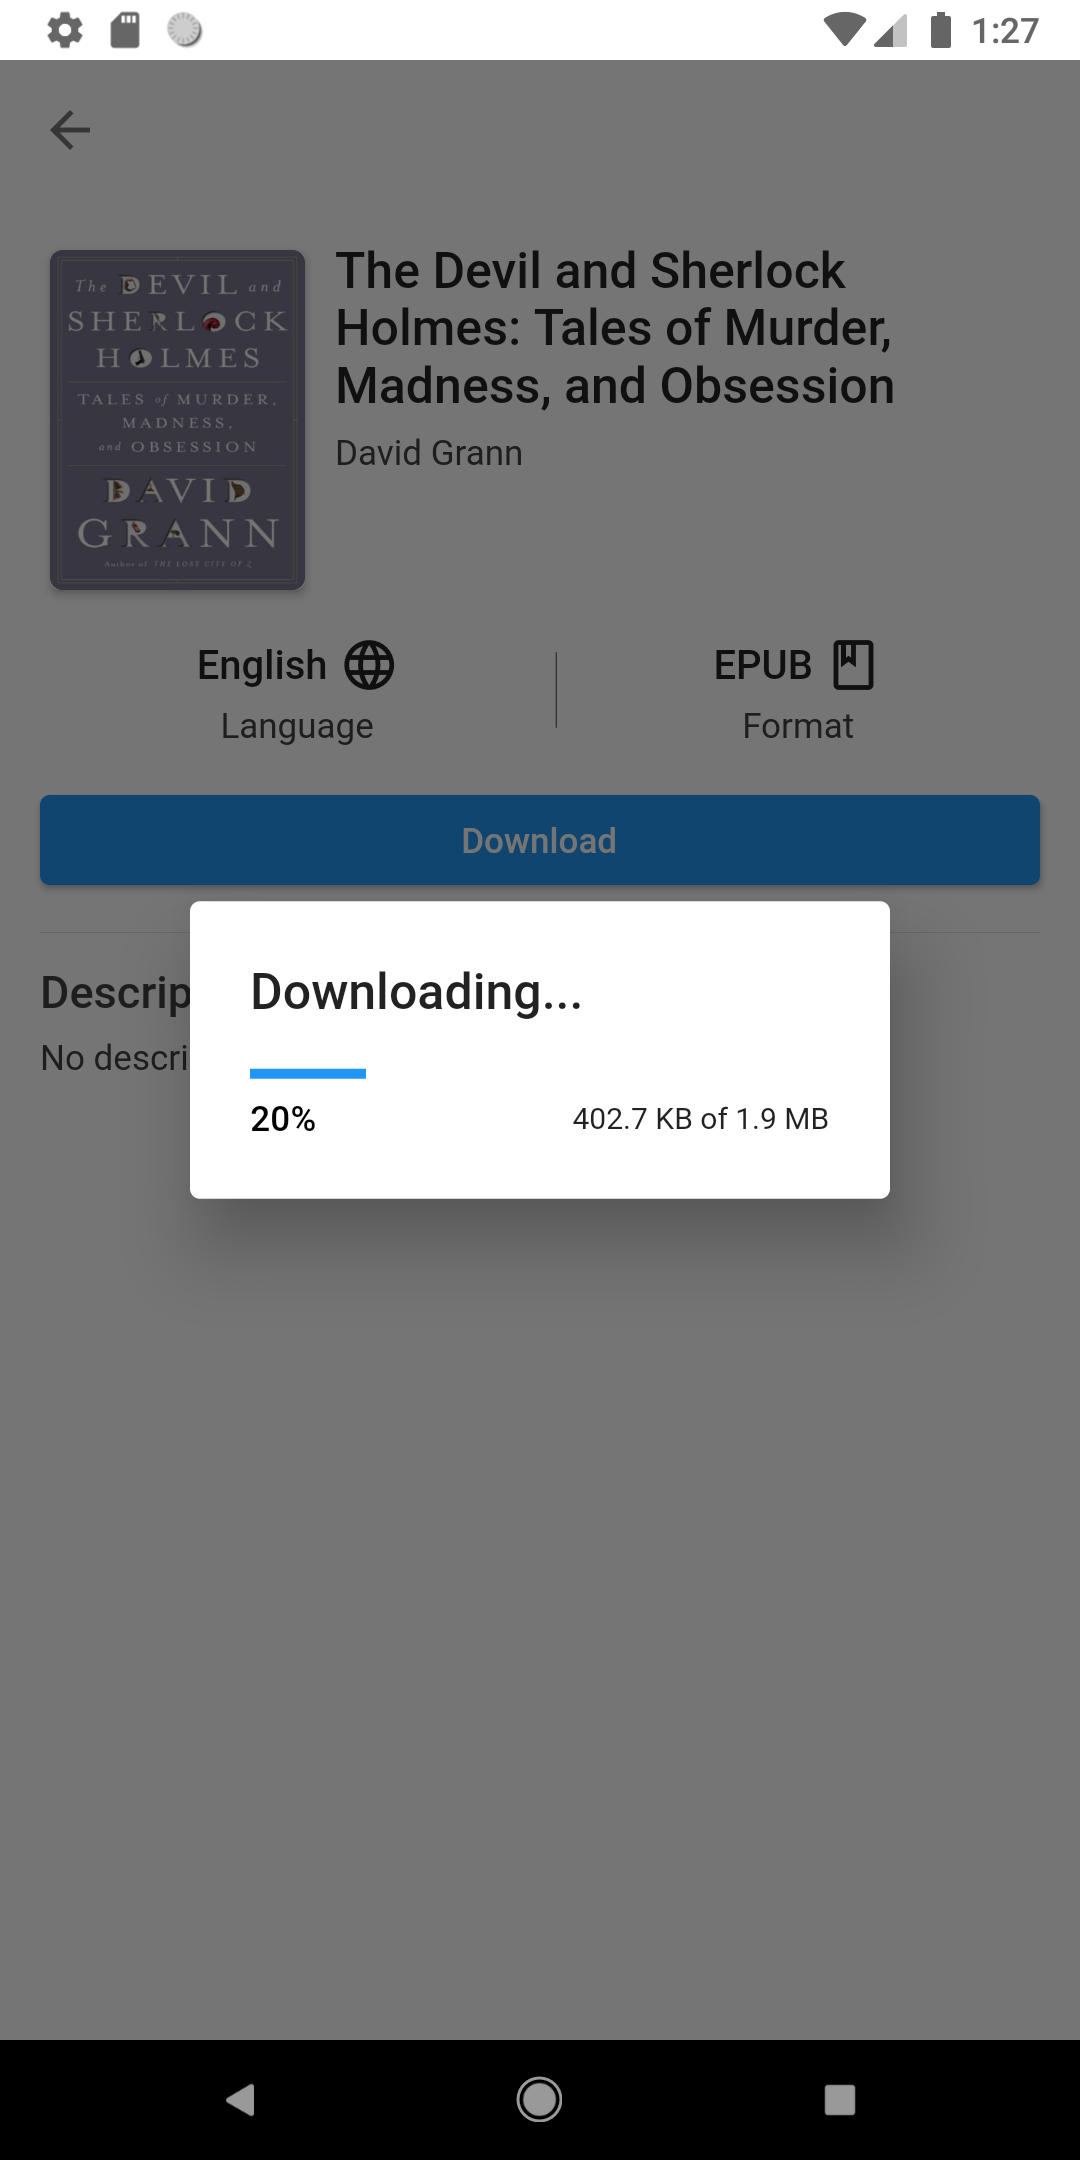 1:27
The DEVIL and
SHERLOCK
HOLMES
TALES of MURDER,
MADNESS,
and OBSESSION
DAVID
GRANN
Author of THE LOST CITY OF Z
The Devil and Sherlock
Holmes: Tales of Murder,
Madness, and Obsession
David Grann
English
Language
EPUB
Format
Download
Descrip
No descri
Downloading...
20%
402.7 KB of 1.9 MB